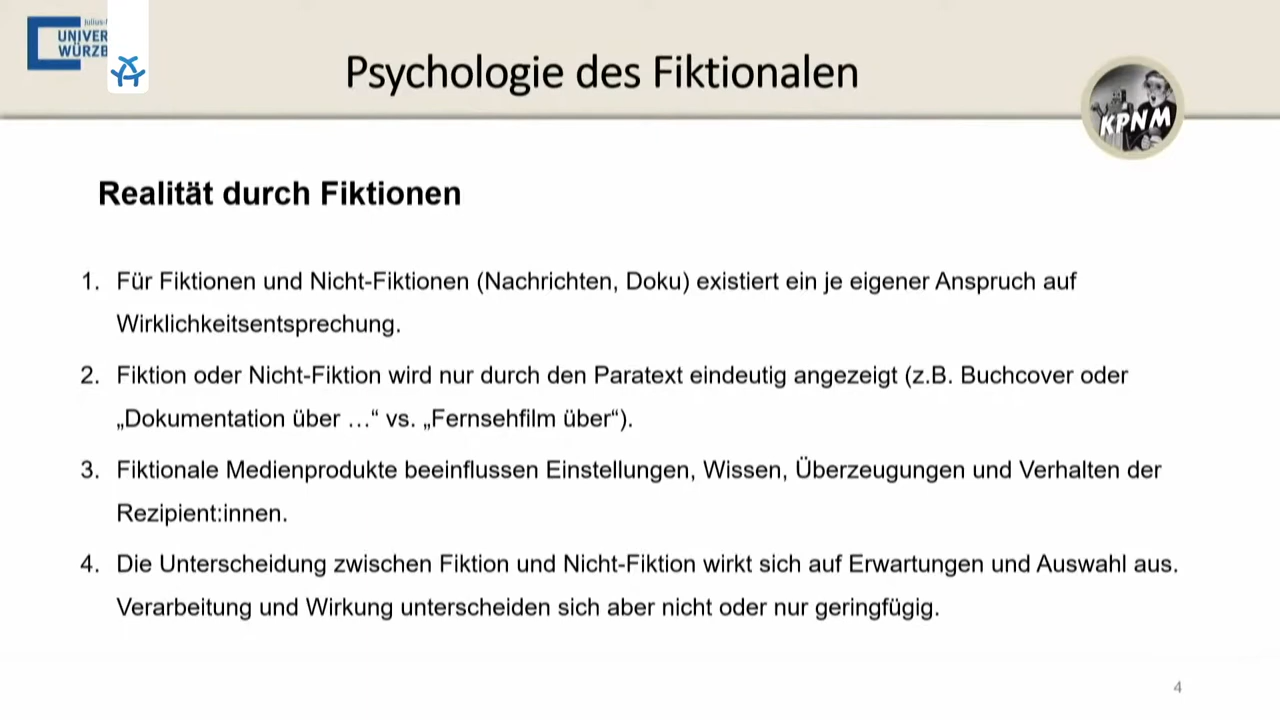 UNIVER
WÜRZB
Psychologie des Fiktionalen
KPNM
Realität durch Fiktionen
1. Für Fiktionen und Nicht-Fiktionen (Nachrichten, Doku) existiert ein je eigener Anspruch auf
Wirklichkeitsentsprechung.
2. Fiktion oder Nicht-Fiktion wird nur durch den Paratext eindeutig angezeigt (z.B. Buchcover oder
„Dokumentation über …“ vs. „Fernsehfilm über“).
3. Fiktionale Medienprodukte beeinflussen Einstellungen, Wissen, Überzeugungen und Verhalten der
Rezipient:innen.
4. Die Unterscheidung zwischen Fiktion und Nicht-Fiktion wirkt sich auf Erwartungen und Auswahl aus.
Verarbeitung und Wirkung unterscheiden sich aber nicht oder nur geringfügig.
4